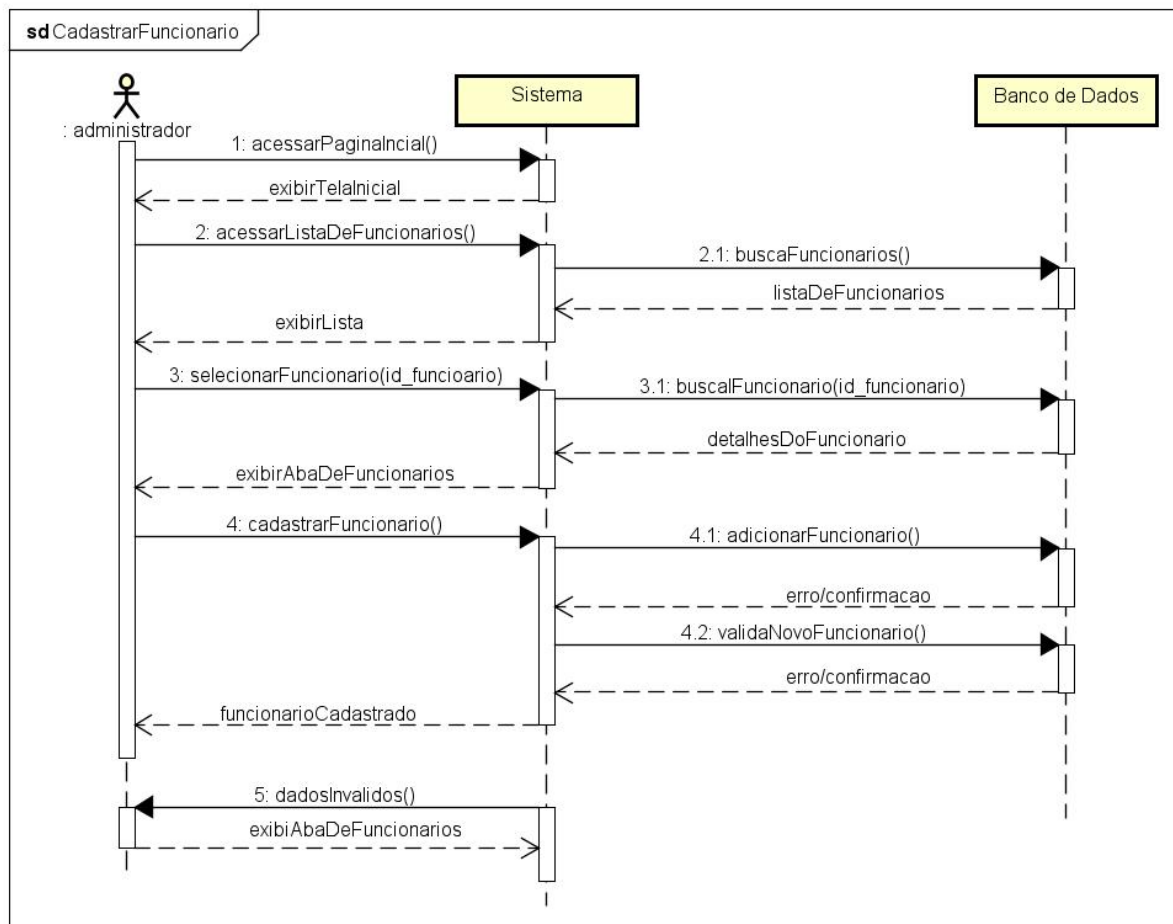 sd CadastrarFuncionario
Sistema
Banco de Dados
: administrador
1: acessarPaginaIncial()
exibirTelaInicial
2: acessarListaDeFuncionarios()
2.1: buscaFuncionarios()
listaDeFuncionarios
exibirLista
3: selecionarFuncionario(id_funcioario)
3.1: buscalFuncionario(id_funcionario)
detalhesDoFuncionario
exibirAbaDeFuncionarios
4: cadastrarFuncionario()
4.1: adicionarFuncionario()
erro/confirmacao
4.2: validaNovoFuncionario()
erro/confirmacao
funcionarioCadastrado
5: dadosInvalidos()
exibiAbaDeFuncionarios